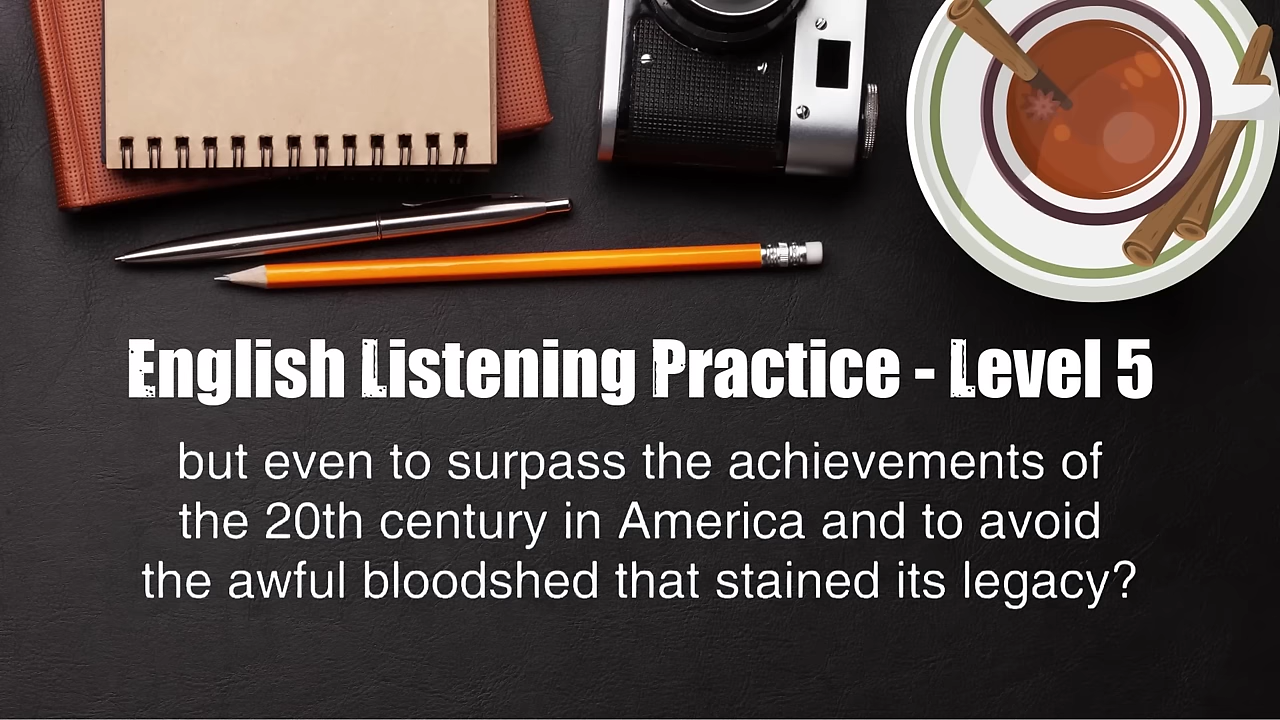 English Listening Practice - Level 5
but even to surpass the achievements of
the 20th century in America and to avoid
the awful bloodshed that stained its legacy?